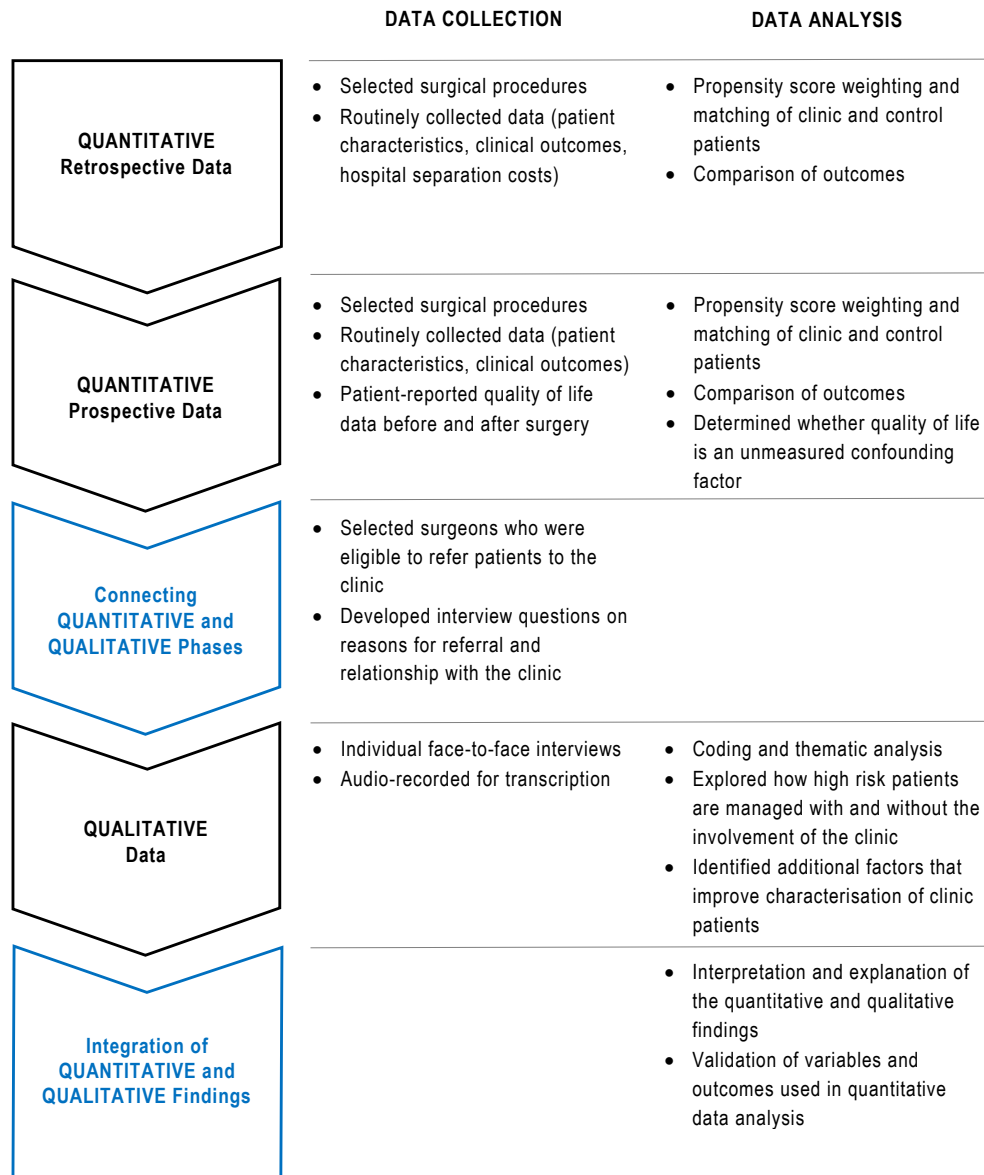 DATA COLLECTION
DATA ANALYSIS
QUANTITATIVE
Retrospective Data
• Selected surgical procedures
• Routinely collected data (patient
characteristics, clinical outcomes,
hospital separation costs)
• Propensity score weighting and
matching of clinic and control
patients
• Comparison of outcomes
QUANTITATIVE
Prospective Data
• Selected surgical procedures
• Routinely collected data (patient
characteristics, clinical outcomes)
• Patient-reported quality of life
data before and after surgery
• Propensity score weighting and
matching of clinic and control
patients
• Comparison of outcomes
• Determined whether quality of life
is an unmeasured confounding
factor
Connecting
QUANTITATIVE and
QUALITATIVE Phases
• Selected surgeons who were
eligible to refer patients to the
clinic
• Developed interview questions on
reasons for referral and
relationship with the clinic
QUALITATIVE
Data
• Individual face-to-face interviews
• Audio-recorded for transcription
• Coding and thematic analysis
• Explored how high risk patients
are managed with and without the
involvement of the clinic
• Identified additional factors that
improve characterisation of clinic
patients
Integration of
QUANTITATIVE and
QUALITATIVE Findings
• Interpretation and explanation of
the quantitative and qualitative
findings
• Validation of variables and
outcomes used in quantitative
data analysis